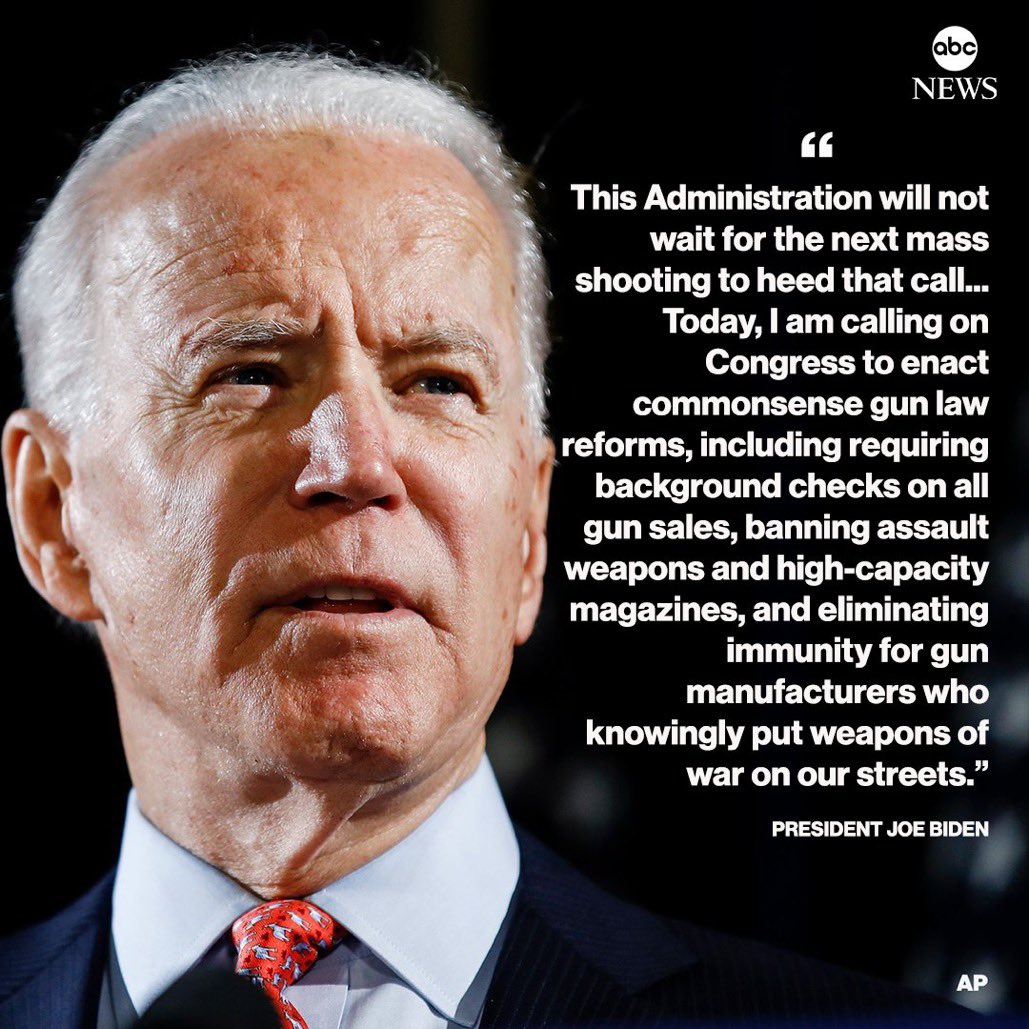 abc
NEWS
“
This Administration will not
wait for the next mass
shooting to heed that call...
Today, I am calling on
Congress to enact
commonsense gun law
reforms, including requiring
background checks on all
gun sales, banning assault
weapons and high-capacity
magazines, and eliminating
immunity for gun
manufacturers who
knowingly put weapons of
war on our streets.”
PRESIDENT JOE BIDEN
AP